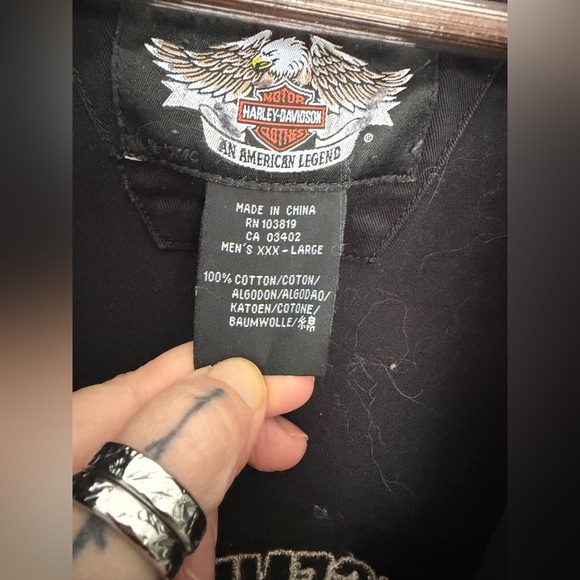 MOTOR
HARLEY-DAVIDSON
CLOTHES
®
AN AMERICAN LEGEND
MADE IN CHINA
RN 103819
CA 03402
MEN'S XXX-LARGE
100% COTTON/COTON/
ALGODON/ALGODAO/
KATOEN/COTONE/
BAUMWOLLE/綿